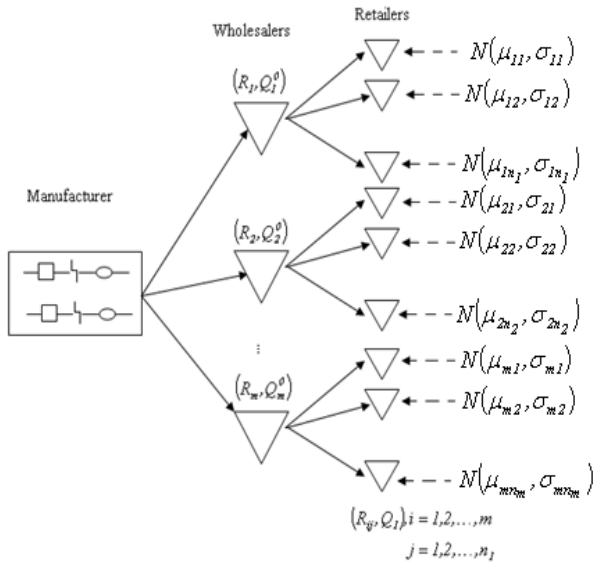 Retailers
Wholesalers
N(μ₁₁, σ₁₁)
(R₁,Q₁⁰)
N(μ₁₂, σ₁₂)
N(μ₁ₙ₁, σ₁ₙ₁)
Manufacturer
N(μ₂₁, σ₂₁)
(R₂,Q₂⁰)
N(μ₂₂, σ₂₂)
N(μ₂ₙ₂, σ₂ₙ₂)
⋮
N(μₘ₁, σₘ₁)
(Rₘ,Qₘ⁰)
N(μₘ₂, σₘ₂)
N(μₘₙₘ, σₘₙₘ)
(Rᵢⱼ,Q₁), i = 1,2,...,m
j = 1,2,...,n₁